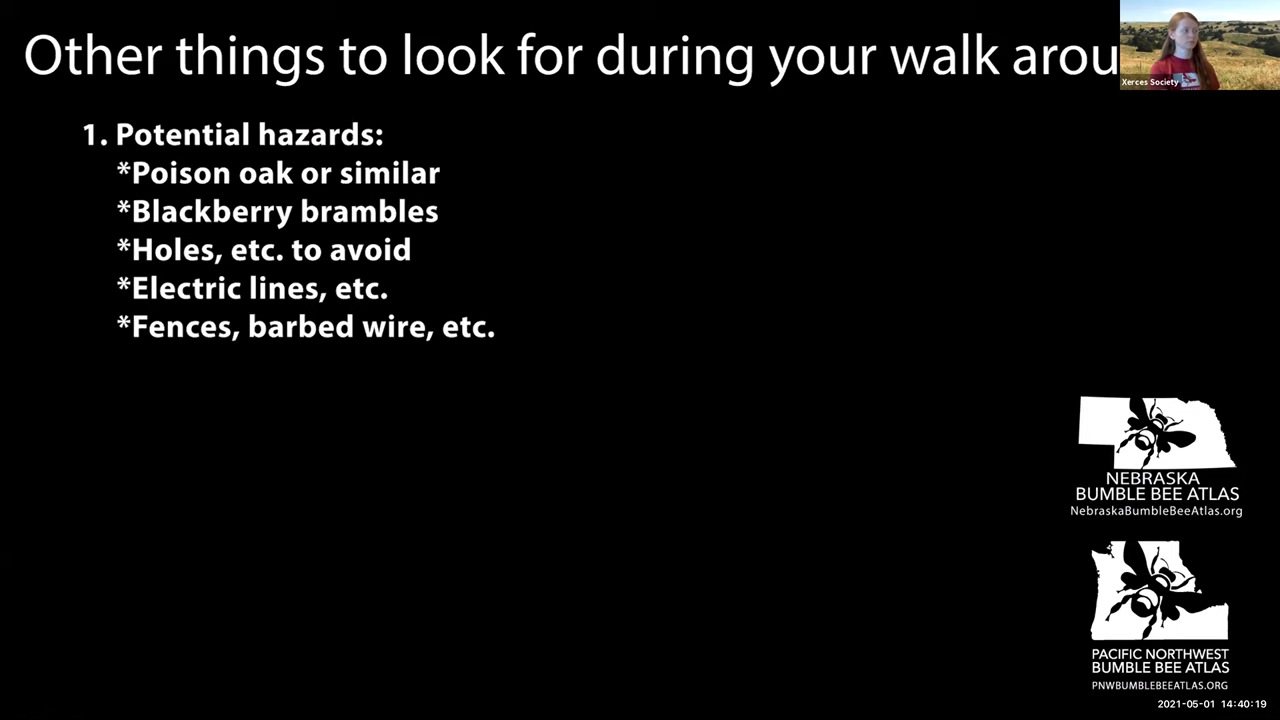 Other things to look for during your walk arou
Xerces Society
1. Potential hazards:
*Poison oak or similar
*Blackberry brambles
*Holes, etc. to avoid
*Electric lines, etc.
*Fences, barbed wire, etc.
NEBRASKA
BUMBLE BEE ATLAS
NebraskaBumbleBeeAtlas.org
PACIFIC NORTHWEST
BUMBLE BEE ATLAS
PNWBUMBLEBEEATLAS.ORG
2021-05-01 14:40:19